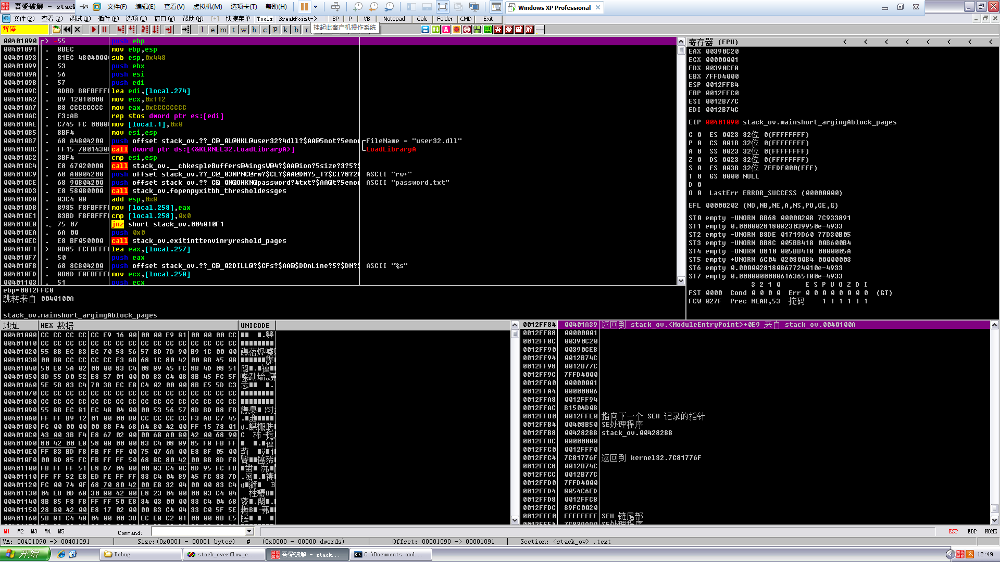 吾愛破解 - stack
文件(F) 编辑(E) 查看(V) 虚拟机(M) 选项卡(T) 帮助(H)
Windows XP Professional
文件(F) 查看(V) 调试(D) 插件(P) 选项(T) 窗口(W) 帮助(H) [+] 快捷菜单 Tools BreakPoint-> BP P VB Notepad Calc Folder CMD Exit
挂起此客户机操作系统
暂停
l e m t w h c p k b r
吾 爱 破 解
00401090 55 push ebp
00401091 . 8BEC mov ebp,esp
00401093 . 81EC 48040000 sub esp,0x448
00401099 . 53 push ebx
0040109A . 56 push esi
0040109B . 57 push edi
0040109C . 8DBD B8FBFFFF lea edi,[local.274]
004010A2 . B9 12010000 mov ecx,0x112
004010A7 . B8 CCCCCCCC mov eax,0xCCCCCCCC
004010AC . F3:AB rep stos dword ptr es:[edi]
004010AE . C745 FC 00000 mov [local.1],0x0
004010B5 . 8BF4 mov esi,esp
004010B7 . 68 A4804200 push offset stack_ov.??_C@_0L@HKL@user32?4dll?$AA@5not?5enou FileName = "user32.dll"
004010BC . FF15 78014300 call dword ptr ds:[<&KERNEL32.LoadLibraryA>] LoadLibraryA
004010C2 . 3BF4 cmp esi,esp
004010C4 . E8 67020000 call stack_ov.__chkespleBuffers@4ingsW@4?$AA@ion?5size?3?5?$
004010C9 . 68 A0804200 push offset stack_ov.??_C@_03MPNC@rw?$CL?$AA@DN?5_T?$CI?8?2 ASCII "rw+"
004010CE . 68 90804200 push offset stack_ov.??_C@_0N@OHKN@password?4txt?$AA@t?5enou ASCII "password.txt"
004010D3 . E8 58080000 call stack_ov.fopenpyxitbh_thresholdessges
004010D8 . 83C4 08 add esp,0x8
004010DB . 8985 F8FBFFFF mov [local.258],eax
004010E1 . 83BD F8FBFFFF cmp [local.258],0x0
004010E8 . 75 07 jnz short stack_ov.004010F1
004010EA . 6A 00 push 0x0
004010EC . E8 BF050000 call stack_ov.exitinttenvinryreshold_pages
004010F1 > 8D85 FCFBFFFF lea eax,[local.257]
004010F7 . 50 push eax
004010F8 . 68 8C804200 push offset stack_ov.??_C@_02DILL@?$CFs?$AA@$DOnLine?5?$DN?$ ASCII "%s"
004010FD . 8B8D F8FBFFFF mov ecx,[local.258]
00401103 . 51 push ecx
ebp=0012FFC0
跳转来自 0040100A
stack_ov.mainshort_argingAblock_pages
寄存器 (FPU) < < < < < < < <
EAX 00390C20
ECX 00000001
EDX 00390CE8
EBX 7FFD4000
ESP 0012FF84
EBP 0012FFC0
ESI 0012B77C
EDI 0012B74C
EIP 00401090 stack_ov.mainshort_argingAblock_pages
C 0 ES 0023 32位 0(FFFFFFFF)
P 0 CS 001B 32位 0(FFFFFFFF)
A 0 SS 0023 32位 0(FFFFFFFF)
Z 0 DS 0023 32位 0(FFFFFFFF)
S 0 FS 003B 32位 7FFDF000(FFF)
T 0 GS 0000 NULL
D 0
O 0 LastErr ERROR_SUCCESS (00000000)
EFL 00000202 (NO,NB,NE,A,NS,PO,GE,G)
ST0 empty -UNORM BB68 00000208 7C933891
ST1 empty 0.0000028180823039950e-4933
ST2 empty -UNORM B8DE 01719D60 77D30B05
ST3 empty -UNORM BB8C 005BB418 00B600B4
ST4 empty -UNORM B810 005BB418 0000005A
ST5 empty +UNORM 6C04 020800B4 00000003
ST6 empty 0.0000028180867724010e-4933
ST7 empty 0.0000000000616365180e-4933
3 2 1 0 E S P U O Z D I
FST 0000 Cond 0 0 0 0 Err 0 0 0 0 0 0 0 0 (GT)
FCW 027F Prec NEAR,53 掩码 1 1 1 1 1 1
地址 HEX 数据 UNICODE
00401000 CC CC CC CC CC E9 16 00 00 00 E9 81 00 00 00 CC
00401010 CC CC CC CC CC CC CC CC CC CC CC CC CC CC CC CC
00401020 55 8B EC 83 EC 70 53 56 57 8D 7D 90 B9 1C 00 00
00401030 00 B8 CC CC CC CC F3 AB 68 1C 80 42 00 8B 45 08
00401040 50 E8 5A 02 00 00 83 C4 08 89 45 FC 8B 4D 08 51
00401050 8D 55 D0 52 E8 57 01 00 00 83 C4 08 8B 45 FC 5F
00401060 5E 5B 83 C4 70 3B EC E8 C4 02 00 00 8B E5 5D C3
00401070 CC CC CC CC CC CC CC CC CC CC CC CC CC CC CC CC
00401080 CC CC CC CC CC CC CC CC CC CC CC CC CC CC CC CC
00401090 55 8B EC 81 EC 48 04 00 00 53 56 57 8D BD B8 FB
004010A0 FF FF B9 12 01 00 00 B8 CC CC CC CC F3 AB C7 45
004010B0 FC 00 00 00 00 8B F4 68 A4 80 42 00 FF 15 78 01
004010C0 43 00 3B F4 E8 67 02 00 00 68 A0 80 42 00 68 90
004010D0 80 42 00 E8 58 08 00 00 83 C4 08 89 85 F8 FB FF
004010E0 FF 83 BD F8 FB FF FF 00 75 07 6A 00 E8 BF 05 00
004010F0 00 8D 85 FC FB FF FF 50 68 8C 80 42 00 8B 8D F8
00401100 FB FF FF 51 E8 D7 04 00 00 83 C4 0C 8D 95 FC FB
00401110 FF FF 52 E8 ED FE FF FF 83 C4 04 89 45 FC 83 7D
00401120 FC 00 74 0F 68 70 80 42 00 E8 32 04 00 00 83 C4
00401130 04 EB 0D 68 30 80 42 00 E8 23 04 00 00 83 C4 04
00401140 8B 85 F8 FB FF FF 50 E8 34 03 00 00 83 C4 04 68
00401150 28 80 42 00 E8 17 02 00 00 83 C4 04 33 C0 5F 5E
00401160 5B 81 C4 48 04 00 00 3B EC E8 C2 01 00 00 8B E5
0012FF84 00401A39 返回到 stack_ov.<ModuleEntryPoint>+0E9 来自 stack_ov.0040100A
0012FF88 00000001
0012FF8C 00390C20
0012FF90 00390CE8
0012FF94 0012B74C
0012FF98 0012B77C
0012FF9C 7FFD4000
0012FFA0 00000001
0012FFA4 00000006
0012FFA8 0012FF94
0012FFAC B1504D08
0012FFB0 0012FFE0 指向下一个 SEH 记录的指针
0012FFB4 00408B50 SE处理程序
0012FFB8 00428288 stack_ov.00428288
0012FFBC 00000000
0012FFC0 0012FFF0
0012FFC4 7C81776F 返回到 kernel32.7C81776F
0012FFC8 0012B74C
0012FFCC 0012B77C
0012FFD0 7FFD4000
0012FFD4 8054C6ED
0012FFD8 0012FFC8
0012FFDC 89FC0020
0012FFE0 FFFFFFFF SEH 链尾部
M1 M2 M3 M4 M5 Command: ESP EBP NONE
VA: 00401090 -> 00401091 Size:(0x0001 - 00001 bytes) # (0x0000 - 00000 dwords) Offset: 00001090 -> 00001091 Section: <stack_ov> .text
开始 Debug stack_overflow_e... 吾爱破解 - stack... C:\Documents and... 12:49